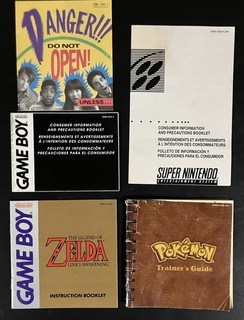 DANGER!!!
DO NOT
OPEN!
UNLESS...
CONSUMER INFORMATION
AND PRECAUTIONS BOOKLET
RENSEIGNEMENTS ET AVERTISSEMENTS
À L'INTENTION DES CONSOMMATEURS
FOLLETO DE INFORMACION Y
PRECAUCIONES PARA EL CONSUMIDOR
SUPER NINTENDO
ENTERTAINMENT SYSTEM
GAME BOY
CONSUMER INFORMATION
AND PRECAUTIONS BOOKLET
RENSEIGNEMENTS ET AVERTISSEMENTS
À L'INTENTION DES CONSOMMATEURS
FOLLETO DE INFORMACION Y
PRECAUCIONES PARA EL CONSUMIDOR
GAME BOY
THE LEGEND OF
ZELDA
LINK'S AWAKENING
INSTRUCTION BOOKLET
POKéMON
Trainer's Guide